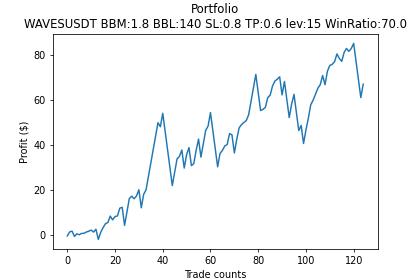 Portfolio
WAVESUSDT BBM:1.8 BBL:140 SL:0.8 TP:0.6 lev:15 WinRatio:70.0
Profit ($)
80
60
40
20
0
0 20 40 60 80 100 120
Trade counts